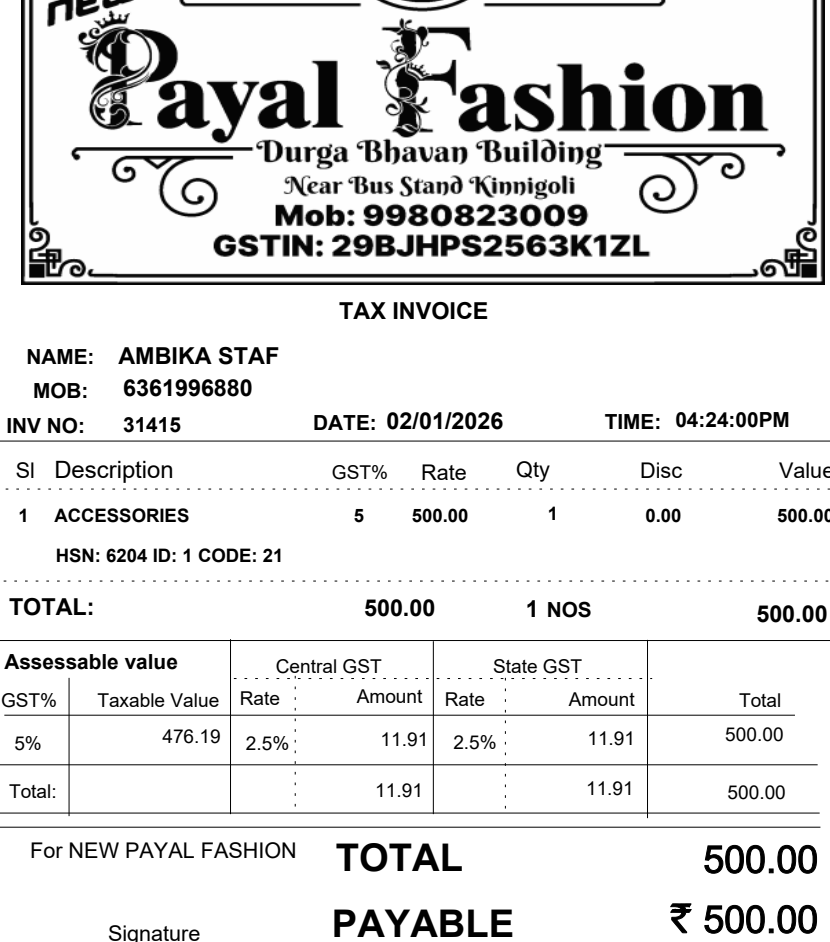 new
Payal Fashion
Durga Bhavan Building
Near Bus Stand Kinnigoli
Mob: 9980823009
GSTIN: 29BJHPS2563K1ZL
TAX INVOICE
NAME: AMBIKA STAF
MOB: 6361996880
INV NO: 31415 DATE: 02/01/2026 TIME: 04:24:00PM
Sl Description GST% Rate Qty Disc Value
1 ACCESSORIES 5 500.00 1 0.00 500.00
HSN: 6204 ID: 1 CODE: 21
TOTAL: 500.00 1 NOS 500.00
Assessable value Central GST State GST
GST% Taxable Value Rate Amount Rate Amount Total
5% 476.19 2.5% 11.91 2.5% 11.91 500.00
Total: 11.91 11.91 500.00
For NEW PAYAL FASHION TOTAL 500.00
Signature PAYABLE ₹ 500.00